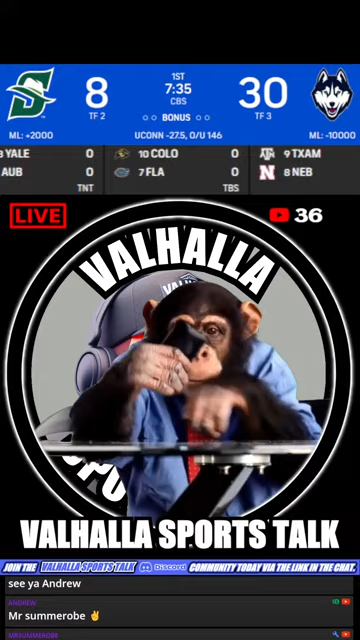 1ST
8
7:35
30
CBS
TF 2
BONUS
TF 3
ML: +2000
UCONN -27.5, O/U 146
ML: -10000
YALE 0
10 COLO 0
9 TXAM
AUB 0
7 FLA 0
8 NEB
TNT
TBS
LIVE
36
VALHALLA
VALHALLA SPORTS TALK
JOIN THE VALHALLA SPORTS TALK Discord COMMUNITY TODAY VIA THE LINK IN THE CHAT.
see ya Andrew
ANDREW
Mr summerobe ✌
MRSUMMEROBE